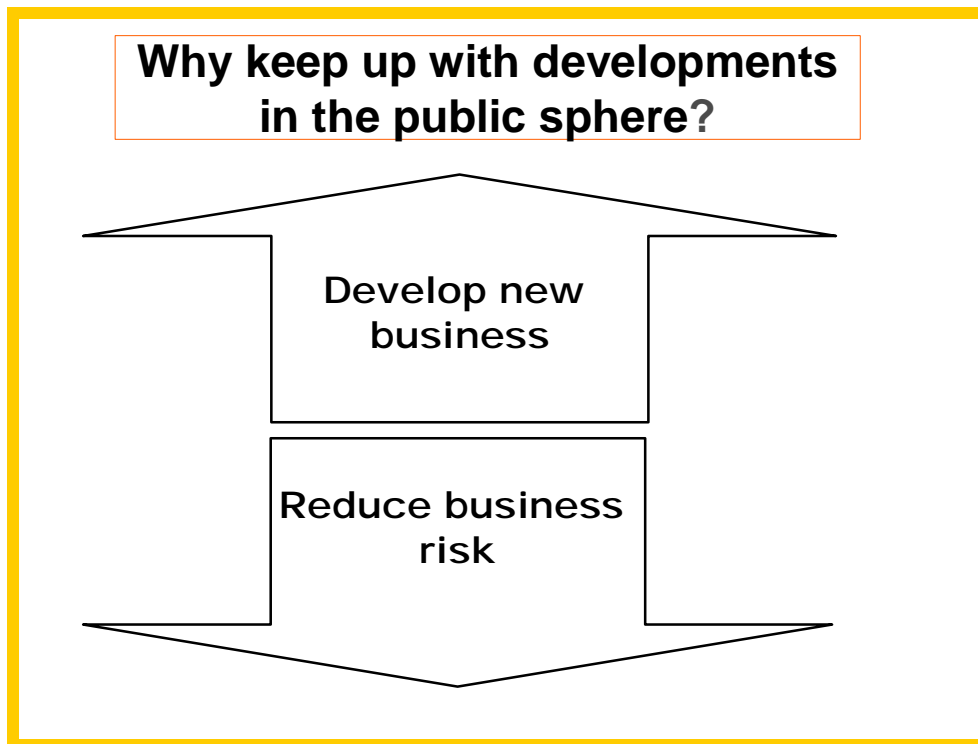 Why keep up with developments
in the public sphere?
Develop new
business
Reduce business
risk